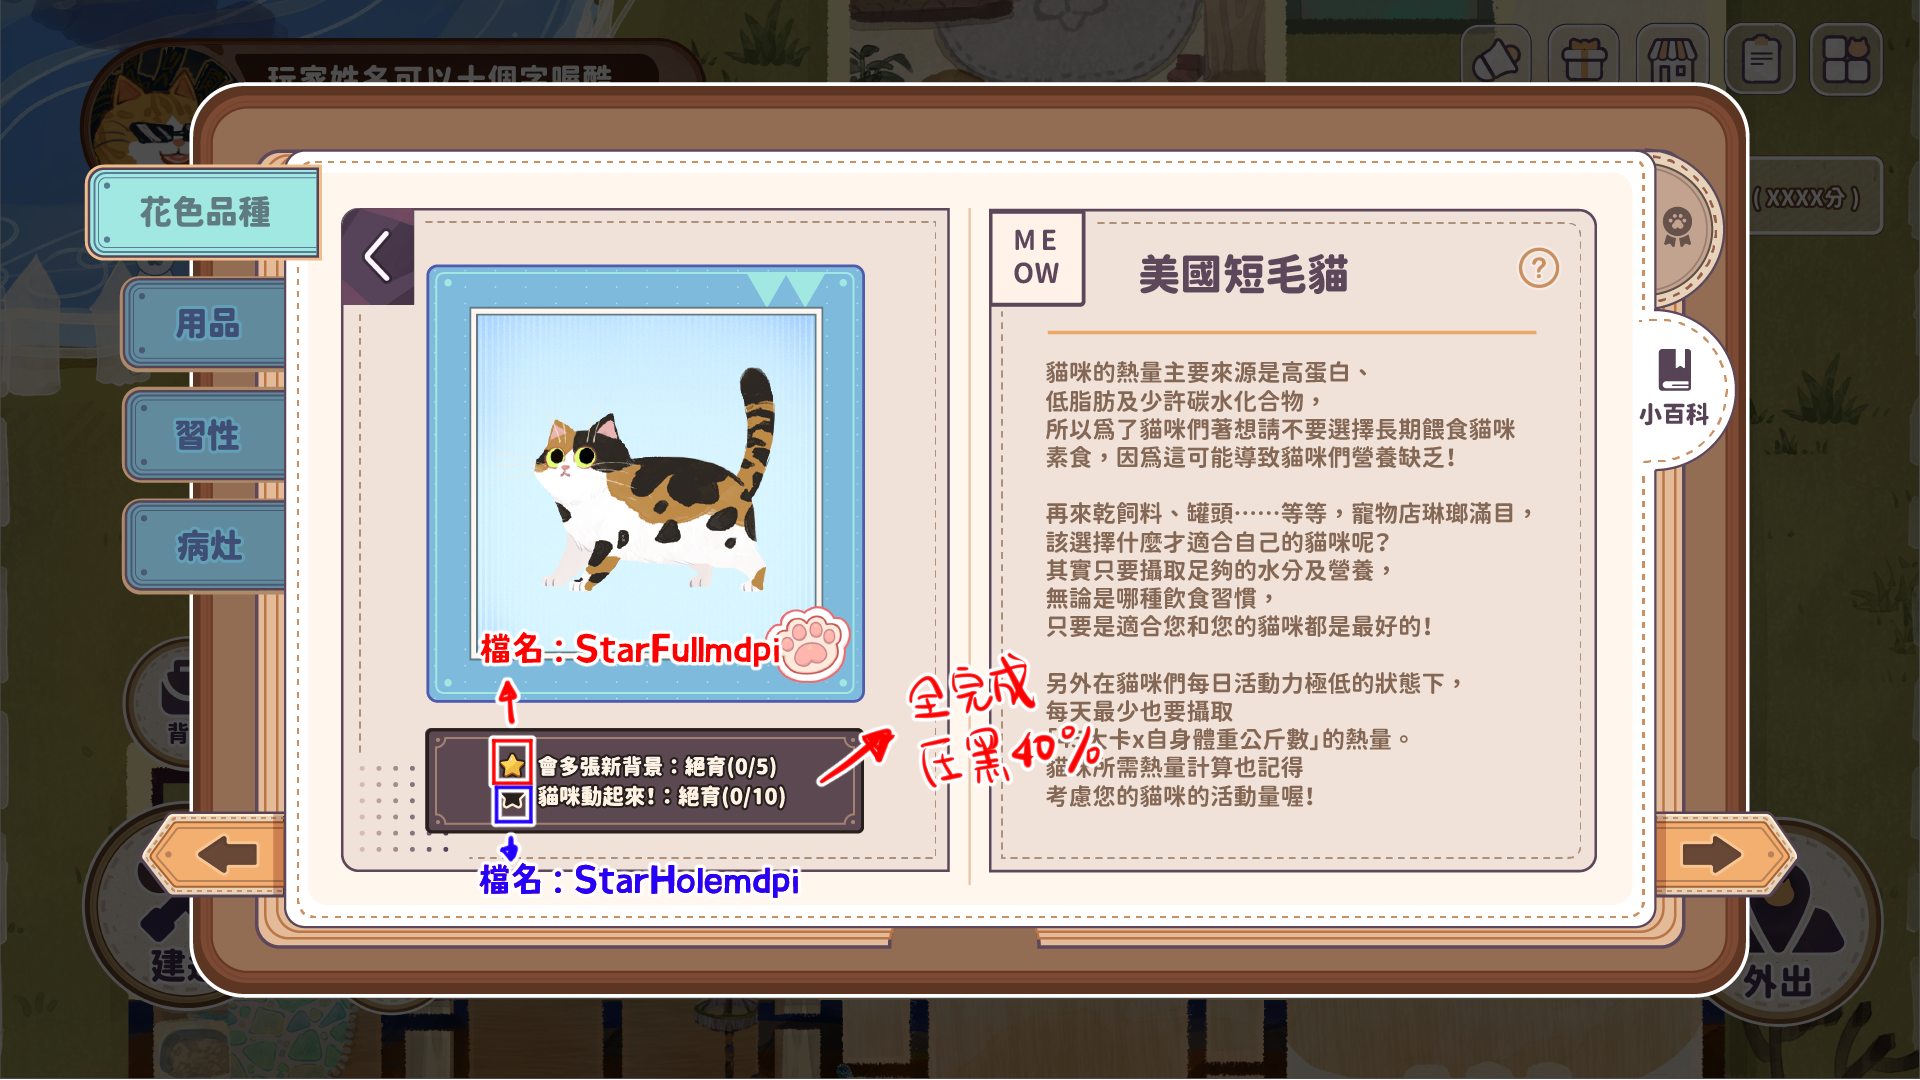 玩家姓名可以十個字喔酷
(XXXX分)
花色品種
用品
習性
病灶
ME
OW
美國短毛貓
?
小百科
貓咪的熱量主要來源是高蛋白、
低脂肪及少許碳水化合物，
所以為了貓咪們著想請不要選擇長期餵食貓咪
素食，因為這可能導致貓咪們營養缺乏!
再來乾飼料、罐頭……等等，寵物店琳瑯滿目，
該選擇什麼才適合自己的貓咪呢?
其實只要攝取足夠的水分及營養，
無論是哪種飲食習慣，
只要是適合您和您的貓咪都是最好的!
另外在貓咪們每日活動力極低的狀態下，
每天最少也要攝取
大卡x自身體重公斤數」的熱量。
貓咪所需熱量計算也記得
考慮您的貓咪的活動量喔!
檔名：StarFullmdpi
會多張新背景：絕育(0/5)
貓咪動起來!：絕育(0/10)
檔名：StarHolemdpi
全完成
压黑40%
背
建
外出